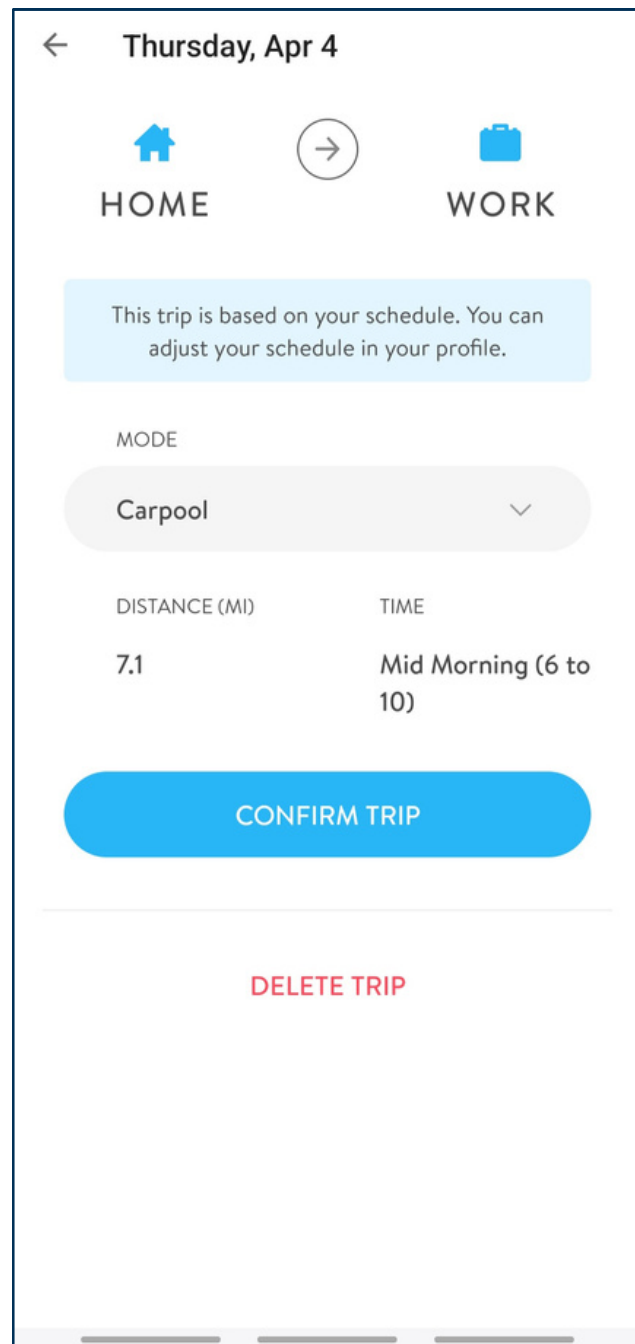 Thursday, Apr 4
HOME
WORK
This trip is based on your schedule. You can
adjust your schedule in your profile.
MODE
Carpool
DISTANCE (MI)
TIME
7.1
Mid Morning (6 to
10)
CONFIRM TRIP
DELETE TRIP